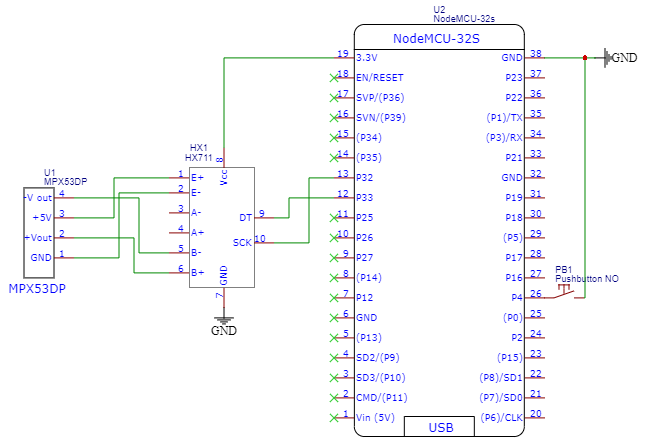 U2
NodeMCU-32s
NodeMCU-32S
19 3.3V GND 38
GND
18 EN/RESET P23 37
17 SVP/(P36) P22 36
16 SVN/(P39) (P1)/TX 35
15 (P34) (P3)/RX 34
14 (P35) P21 33
13 P32 GND 32
12 P33 P19 31
11 P25 P18 30
10 P26 (P5) 29
9 P27 P17 28
8 (P14) P16 27
7 P12 P4 26
6 GND (P0) 25
5 (P13) P2 24
4 SD2/(P9) (P15) 23
3 SD3/(P10) (P8)/SD1 22
2 CMD/(P11) (P7)/SD0 21
1 Vin (5V) (P6)/CLK 20
USB
PB1
Pushbutton NO
HX1
HX711
8
Vcc
1 E+
2 E-
3 A-
4 A+
5 B-
6 B+
DT 9
SCK 10
GND
7
GND
U1
MPX53DP
-V out 4
+5V 3
+Vout 2
GND 1
MPX53DP